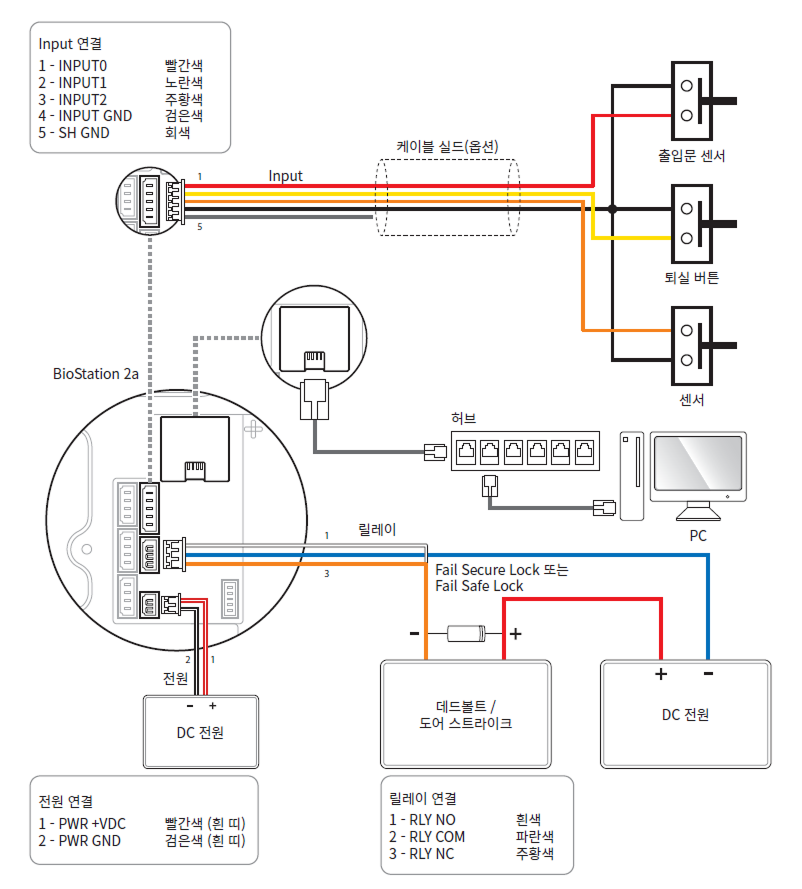 Input 연결
1 - INPUT0 빨간색
2 - INPUT1 노란색
3 - INPUT2 주황색
4 - INPUT GND 검은색
5 - SH GND 회색
케이블 실드(옵션)
1
Input
5
출입문 센서
퇴실 버튼
센서
BioStation 2a
허브
PC
1
릴레이
3
Fail Secure Lock 또는
Fail Safe Lock
- +
2 1
전원
- +
DC 전원
데드볼트 /
도어 스트라이크
+ -
DC 전원
전원 연결
1 - PWR +VDC 빨간색 (흰 띠)
2 - PWR GND 검은색 (흰 띠)
릴레이 연결
1 - RLY NO 흰색
2 - RLY COM 파란색
3 - RLY NC 주황색